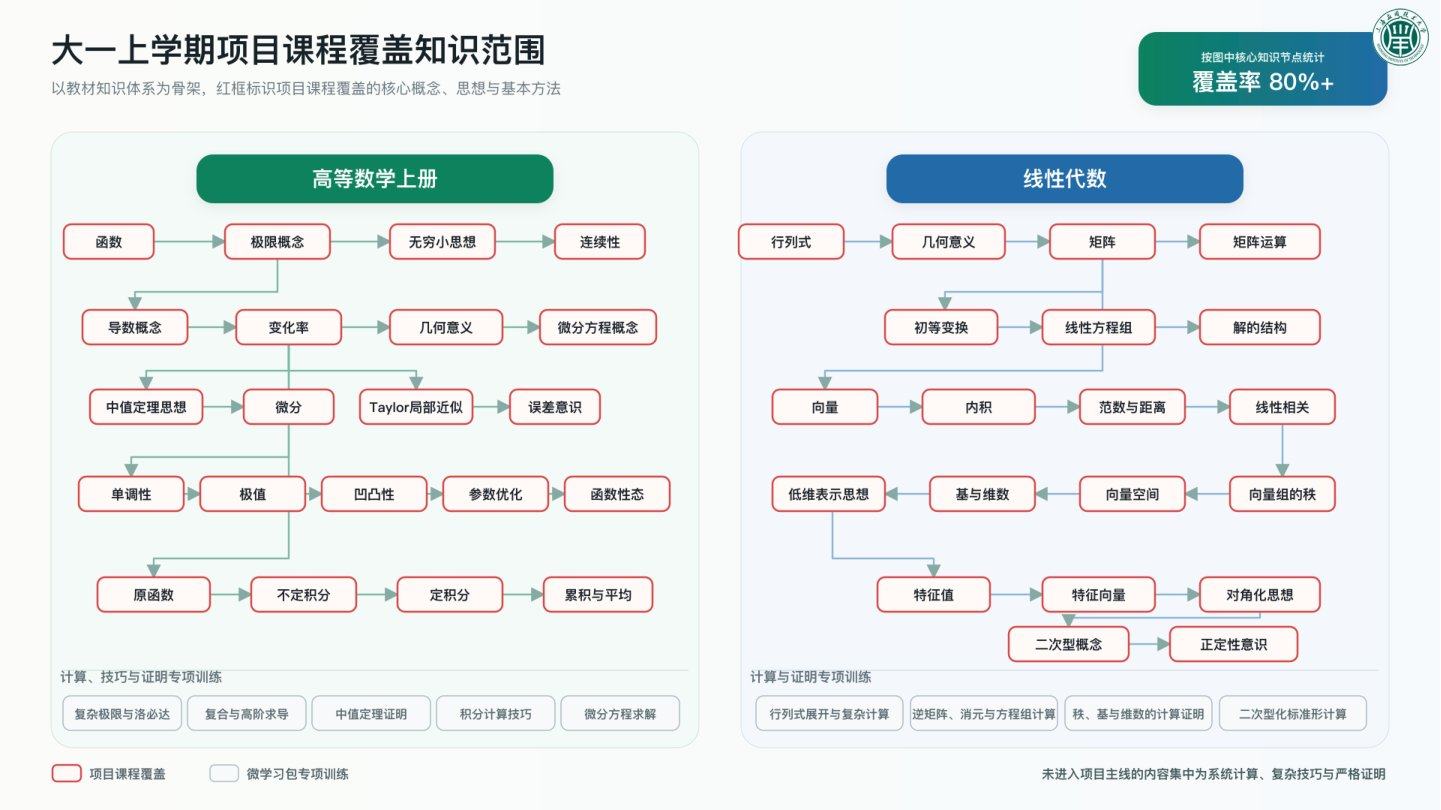 大一上学期项目课程覆盖知识范围
以教材知识体系为骨架，红框标识项目课程覆盖的核心概念、思想与基本方法
按图中核心知识节点统计
覆盖率 80%+
高等数学上册
函数
极限概念
无穷小思想
连续性
导数概念
变化率
几何意义
微分方程概念
中值定理思想
微分
Taylor局部近似
误差意识
单调性
极值
凹凸性
参数优化
函数性态
原函数
不定积分
定积分
累积与平均
计算、技巧与证明专项训练
复杂极限与洛必达
复合与高阶求导
中值定理证明
积分计算技巧
微分方程求解
线性代数
行列式
几何意义
矩阵
矩阵运算
初等变换
线性方程组
解的结构
向量
内积
范数与距离
线性相关
低维表示思想
基与维数
向量空间
向量组的秩
特征值
特征向量
对角化思想
二次型概念
正定性意识
计算与证明专项训练
行列式展开与复杂计算
逆矩阵、消元与方程组计算
秩、基与维数的计算证明
二次型化标准形计算
项目课程覆盖
微学习包专项训练
未进入项目主线的内容集中为系统计算、复杂技巧与严格证明